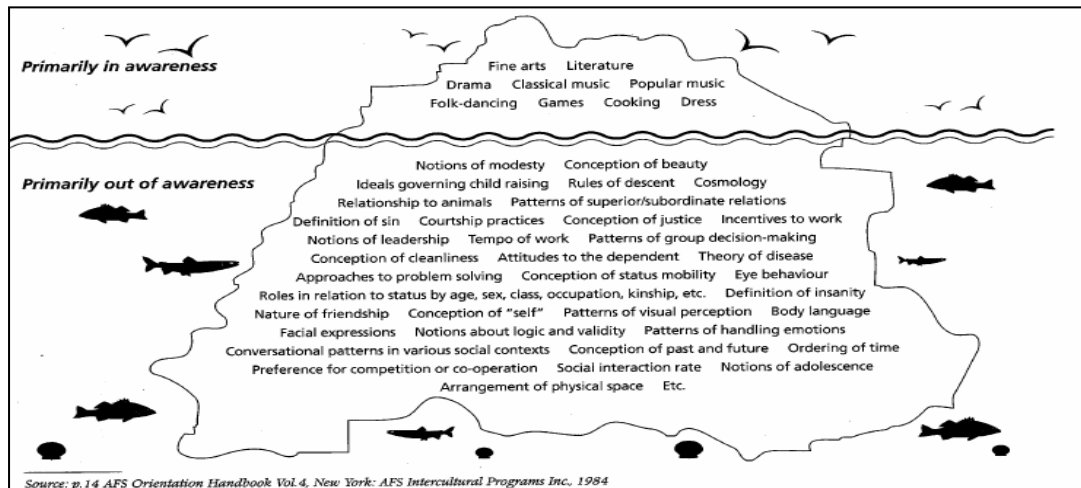 Primarily in awareness
Fine arts Literature
Drama Classical music Popular music
Folk-dancing Games Cooking Dress
Primarily out of awareness
Notions of modesty Conception of beauty
Ideals governing child raising Rules of descent Cosmology
Relationship to animals Patterns of superior/subordinate relations
Definition of sin Courtship practices Conception of justice Incentives to work
Notions of leadership Tempo of work Patterns of group decision-making
Conception of cleanliness Attitudes to the dependent Theory of disease
Approaches to problem solving Conception of status mobility Eye behaviour
Roles in relation to status by age, sex, class, occupation, kinship, etc. Definition of insanity
Nature of friendship Conception of "self" Patterns of visual perception Body language
Facial expressions Notions about logic and validity Patterns of handling emotions
Conversational patterns in various social contexts Conception of past and future Ordering of time
Preference for competition or co-operation Social interaction rate Notions of adolescence
Arrangement of physical space Etc.
Source: p.14 AFS Orientation Handbook Vol.4, New York: AFS Intercultural Programs Inc., 1984